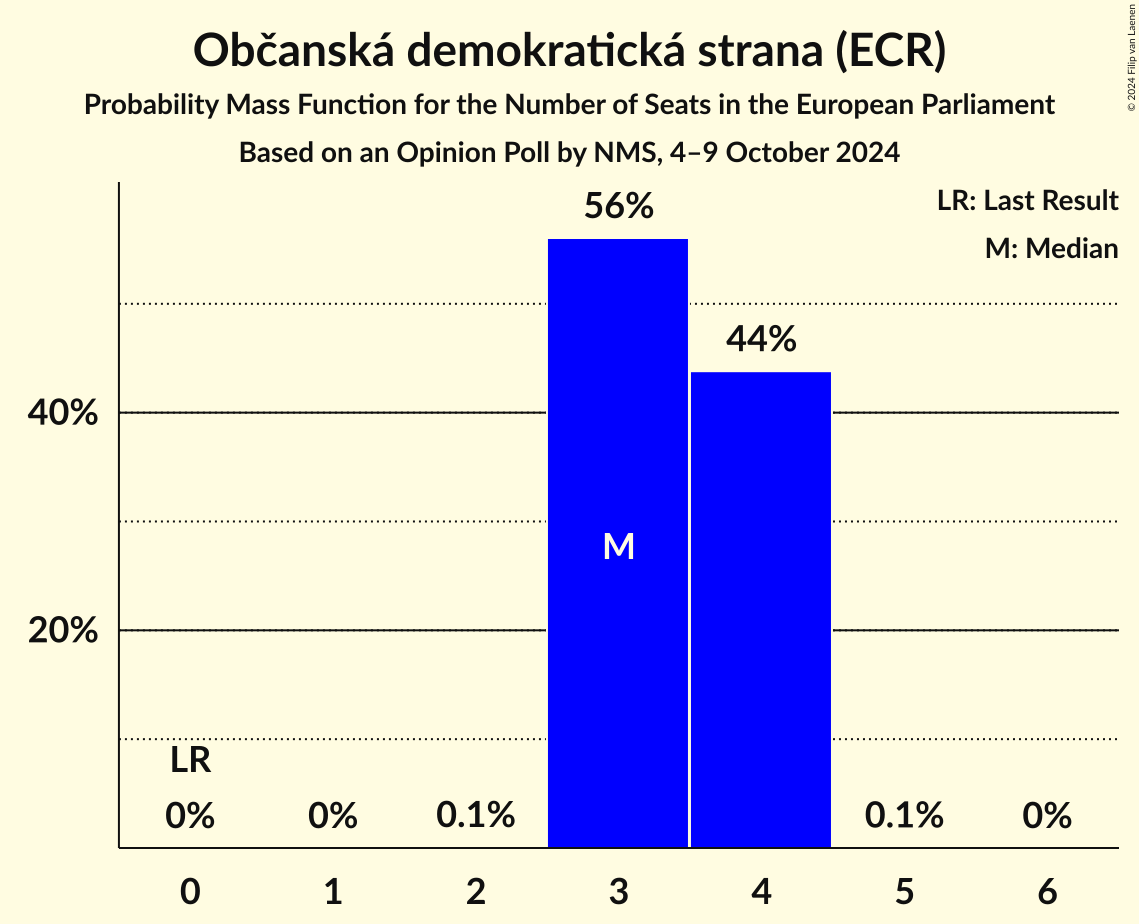 Občanská demokratická strana (ECR)
Probability Mass Function for the Number of Seats in the European Parliament
Based on an Opinion Poll by NMS, 4–9 October 2024
© 2024 Filip van Laenen
LR: Last Result
M: Median
56%
44%
40%
M
20%
LR
0% 0% 0.1% 0.1% 0%
0 1 2 3 4 5 6